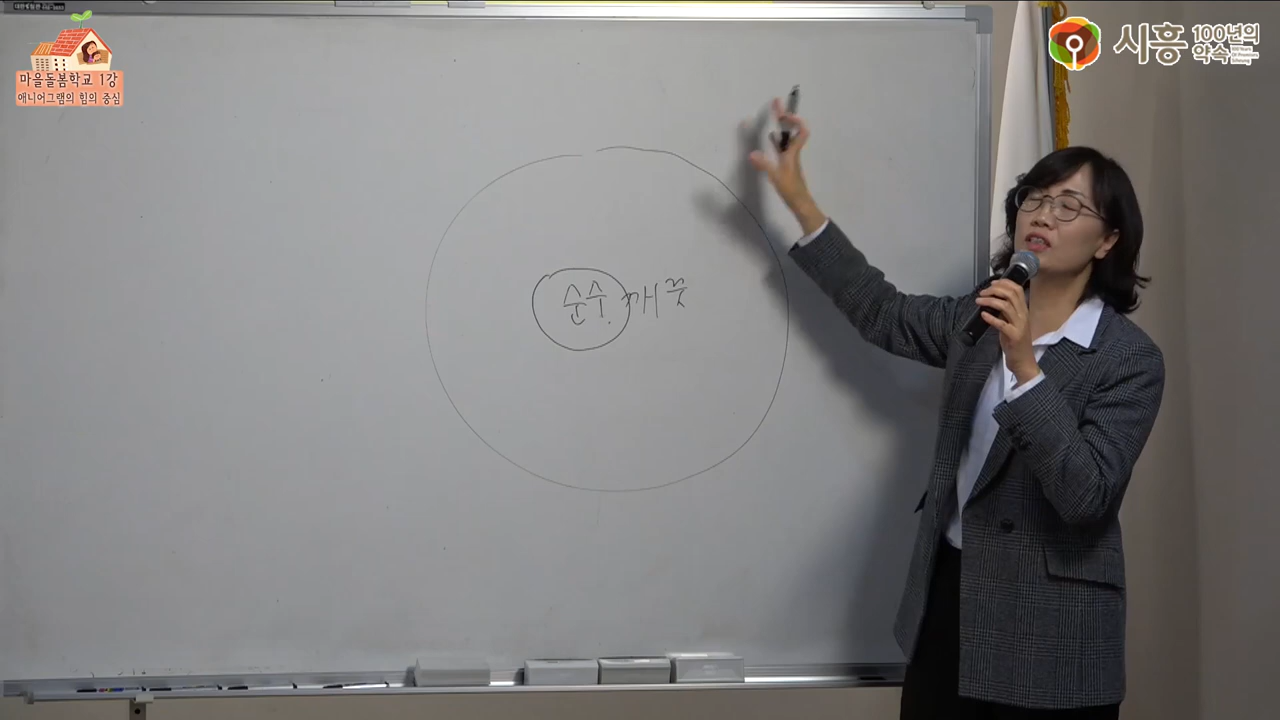 마을돌봄학교 1강
애니어그램의 힘의 중심
시흥
100년의
약속
순수 깨끗